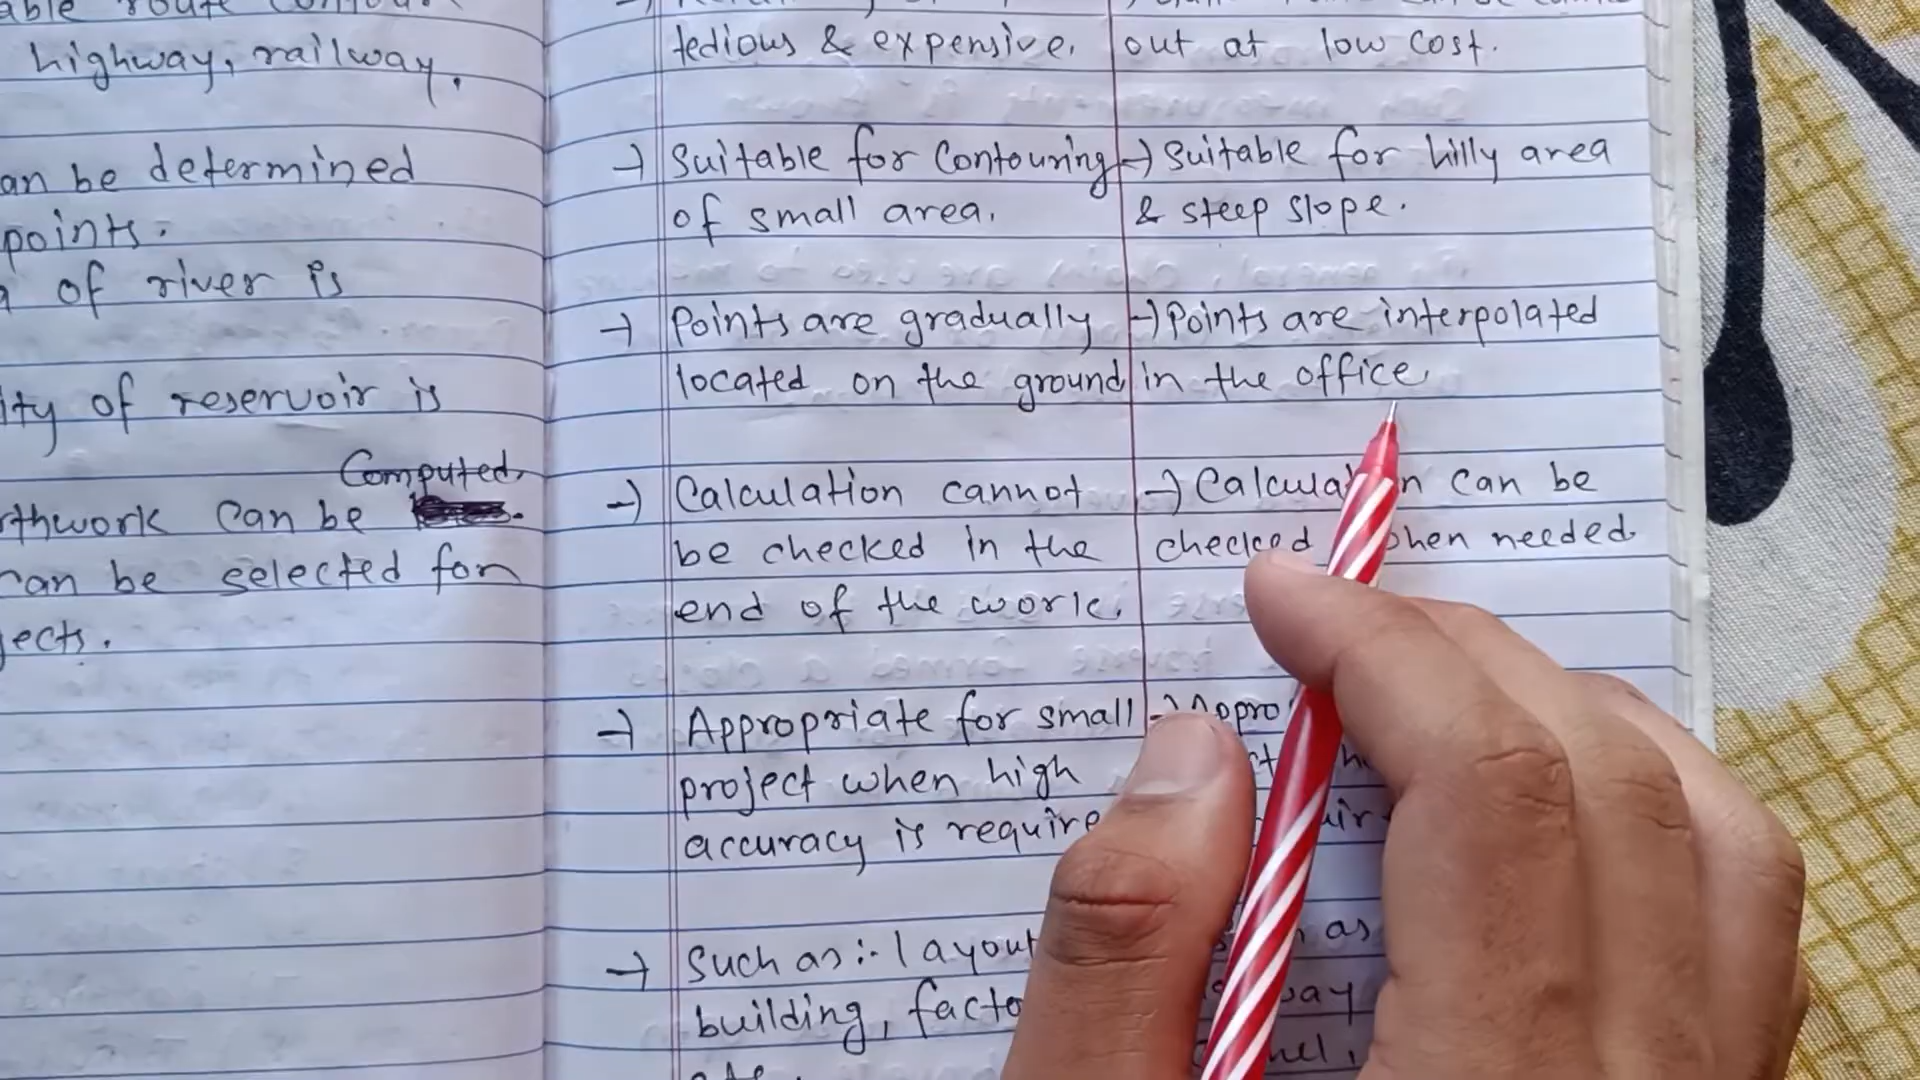 highway, railway.
an be determined
points.
of river is
ity of reservoir is
Computed.
thwork can be
can be selected for
jects.
tedious & expensive.
→ Suitable for Contouring
of small area.
→ Points are gradually
located on the ground
→ Calculation cannot
be checked in the
end of the work.
→ Appropriate for small
project when high
accuracy is require
→ Such as :- layout
building, facto
out at low cost.
→ Suitable for hilly area
& steep slope.
→ Points are interpolated
in the office.
→ Calcula n can be
checked when needed.
→ Appro
as
way